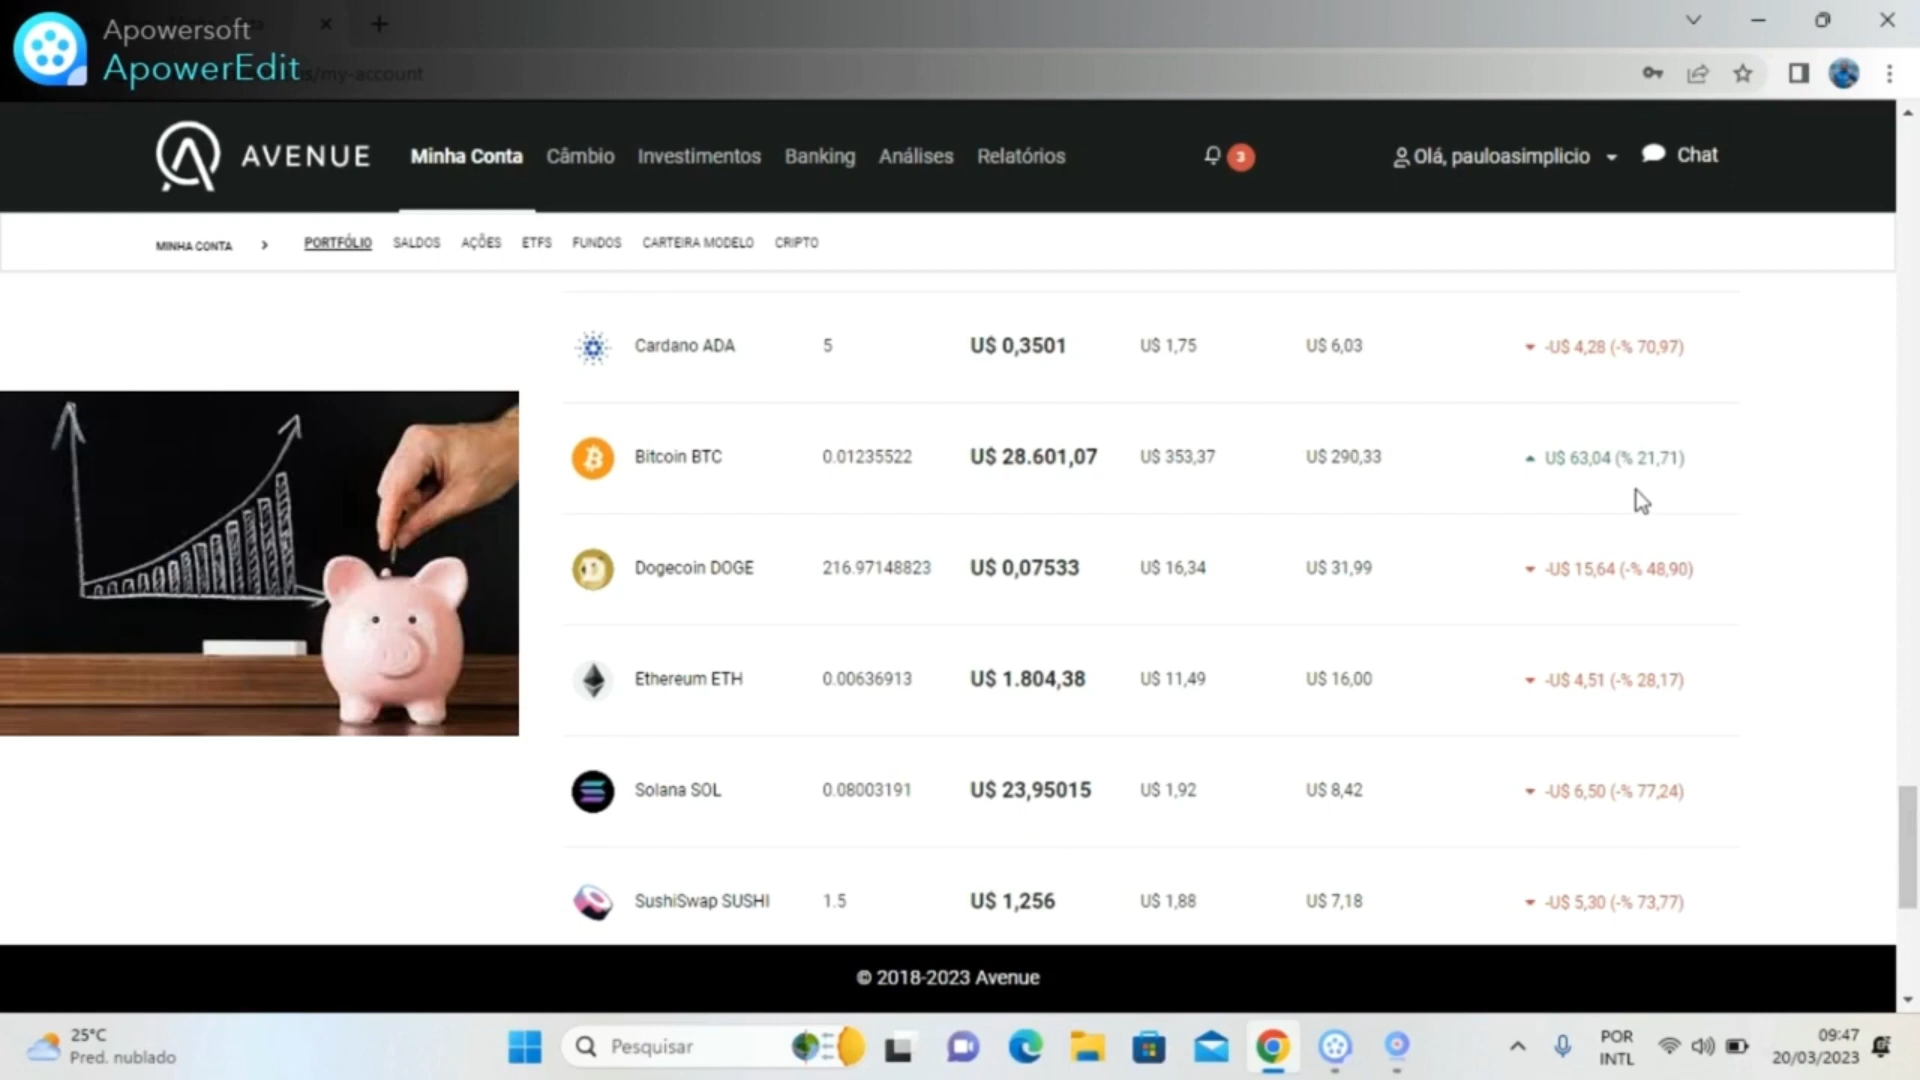 Apowersoft
ApowerEdit
s/my-account
AVENUE Minha Conta Câmbio Investimentos Banking Análises Relatórios 3 Olá, pauloasimplicio Chat
MINHA CONTA > PORTFÓLIO SALDOS AÇÕES ETFS FUNDOS CARTEIRA MODELO CRIPTO
Cardano ADA 5 U$ 0,3501 U$ 1,75 U$ 6,03 -U$ 4,28 (-% 70,97)
Bitcoin BTC 0.01235522 U$ 28.601,07 U$ 353,37 U$ 290,33 U$ 63,04 (% 21,71)
Dogecoin DOGE 216.97148823 U$ 0,07533 U$ 16,34 U$ 31,99 -U$ 15,64 (-% 48,90)
Ethereum ETH 0.00636913 U$ 1.804,38 U$ 11,49 U$ 16,00 -U$ 4,51 (-% 28,17)
Solana SOL 0.08003191 U$ 23,95015 U$ 1,92 U$ 8,42 -U$ 6,50 (-% 77,24)
SushiSwap SUSHI 1.5 U$ 1,256 U$ 1,88 U$ 7,18 -U$ 5,30 (-% 73,77)
© 2018-2023 Avenue
25°C
Pred. nublado
Pesquisar
POR
INTL
09:47
20/03/2023